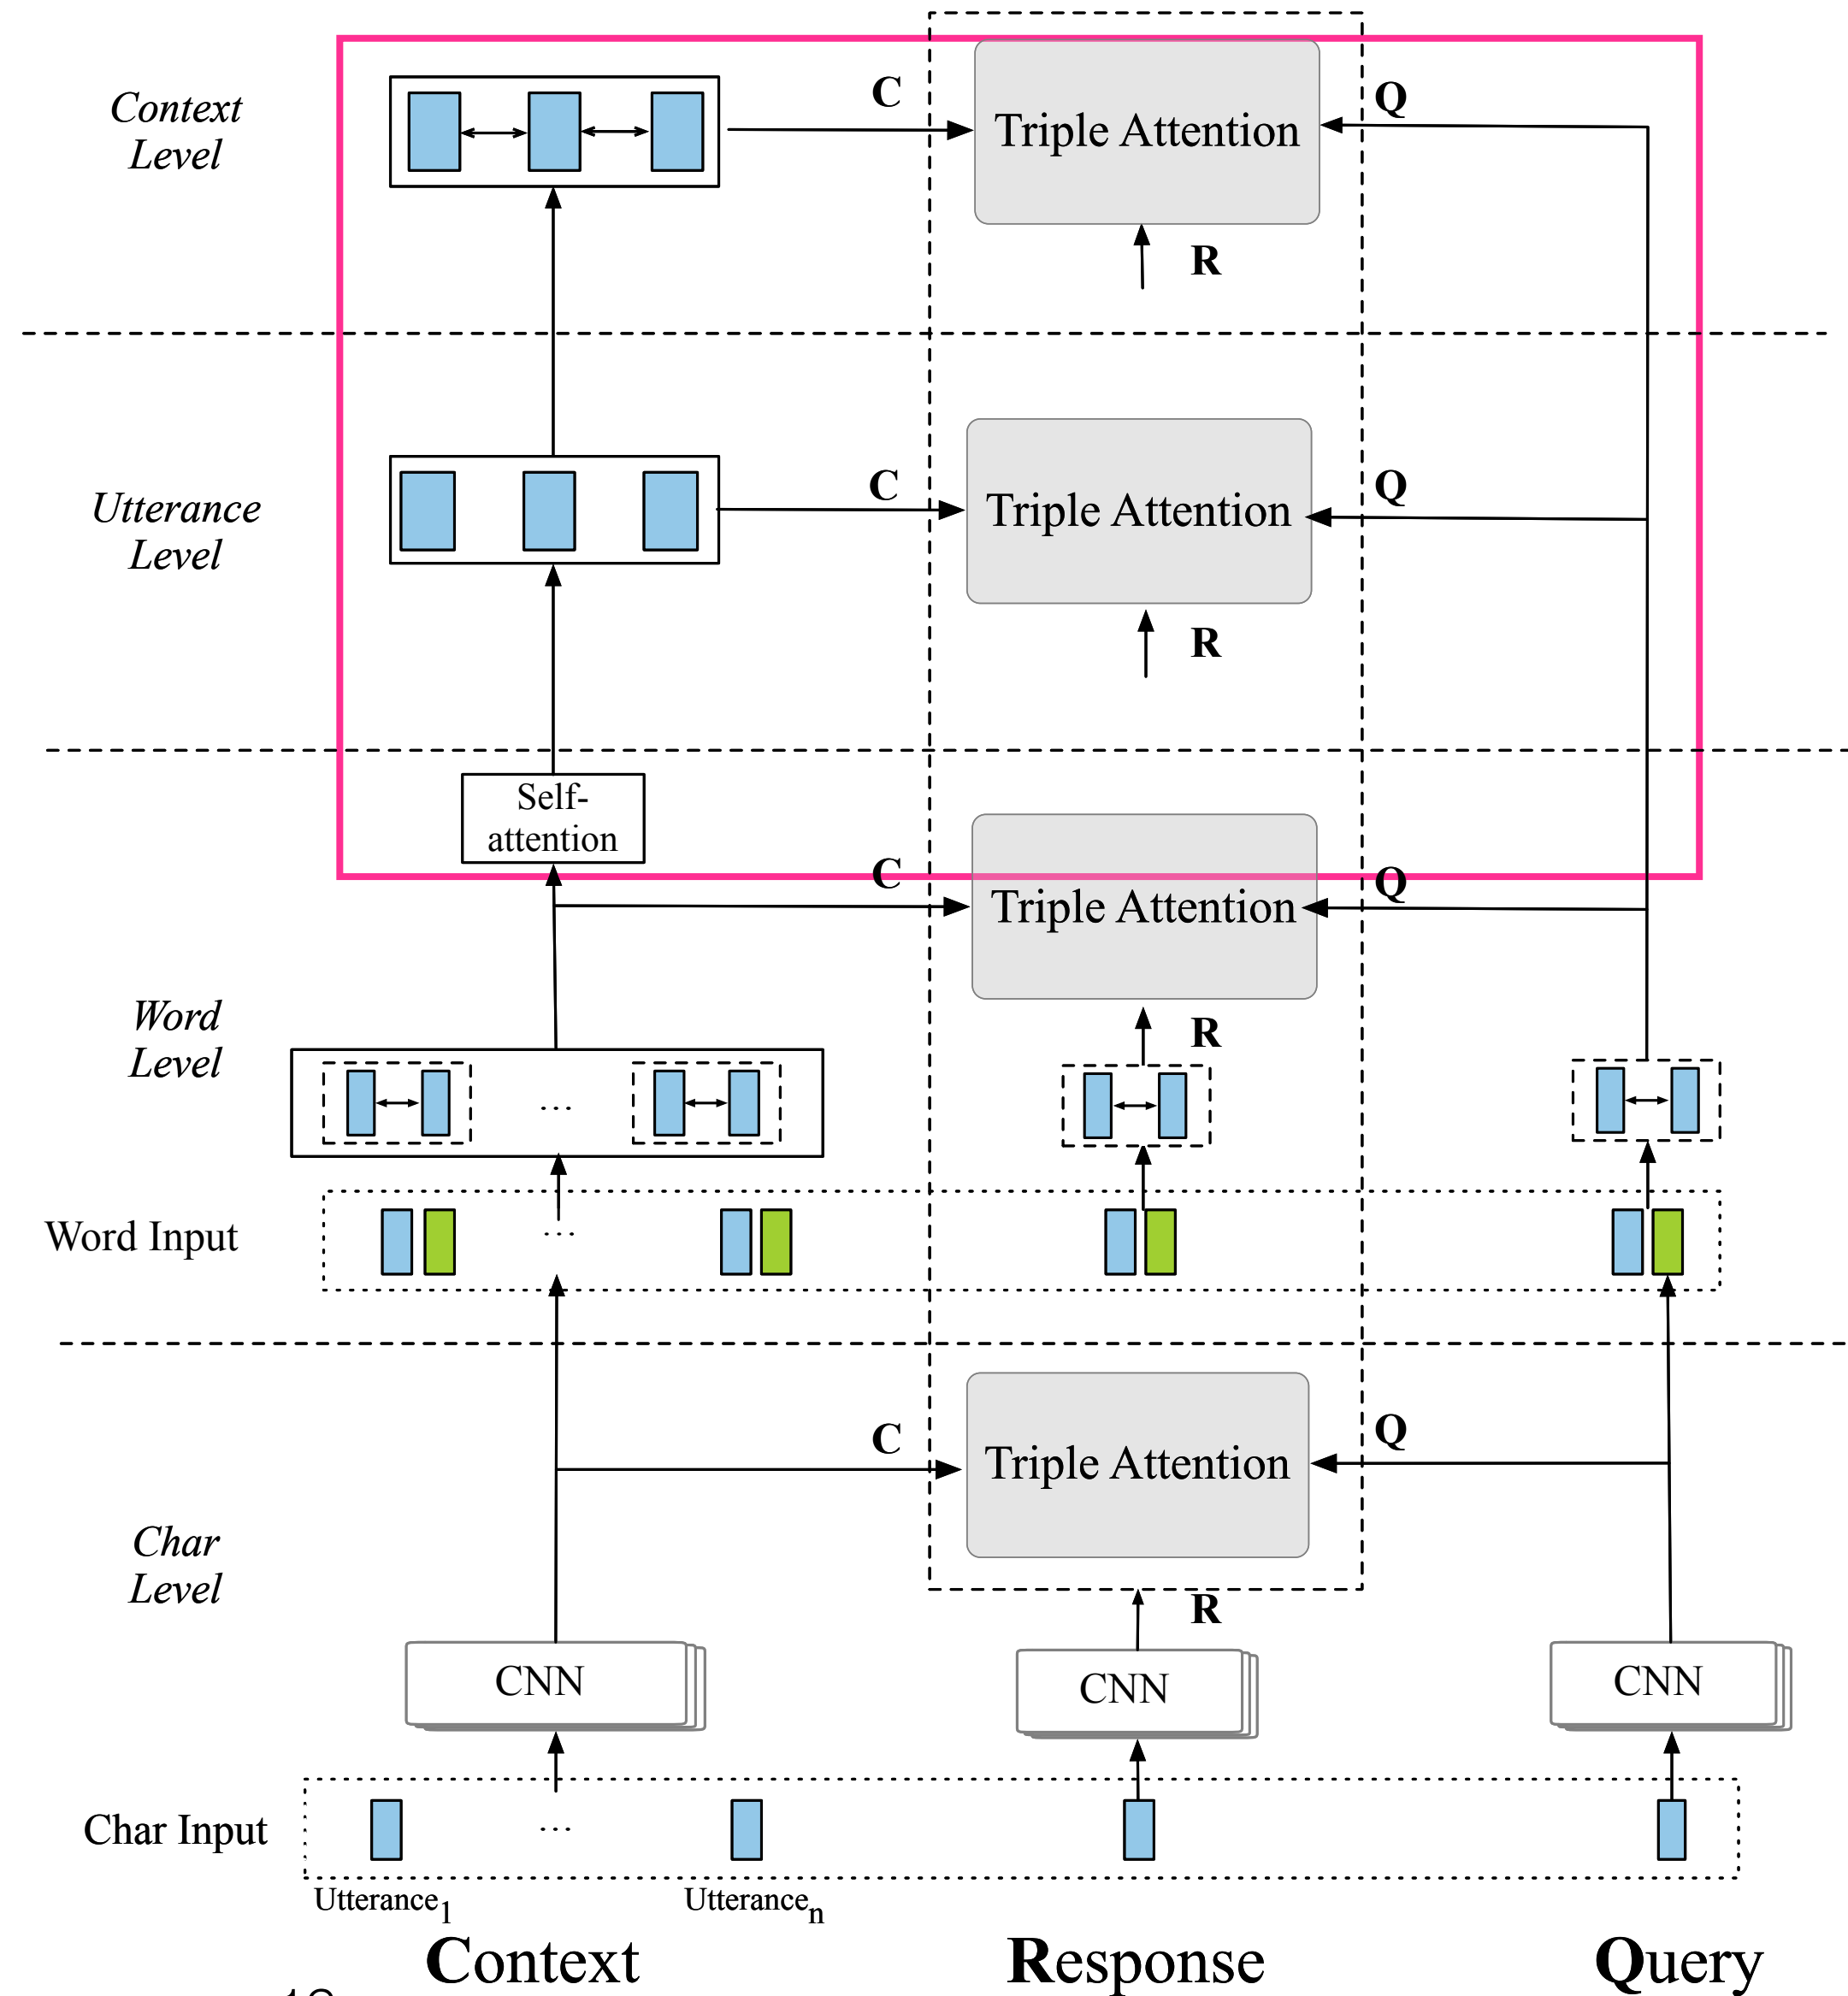 Context
Level
C
Triple Attention
Q
R
Utterance
Level
C
Triple Attention
Q
R
Self-
attention
C
Triple Attention
Q
R
Word
Level
...
Word Input
...
C
Triple Attention
Q
Char
Level
R
CNN
CNN
CNN
Char Input
...
Utterance1
Utterancen
Context
Response
Query